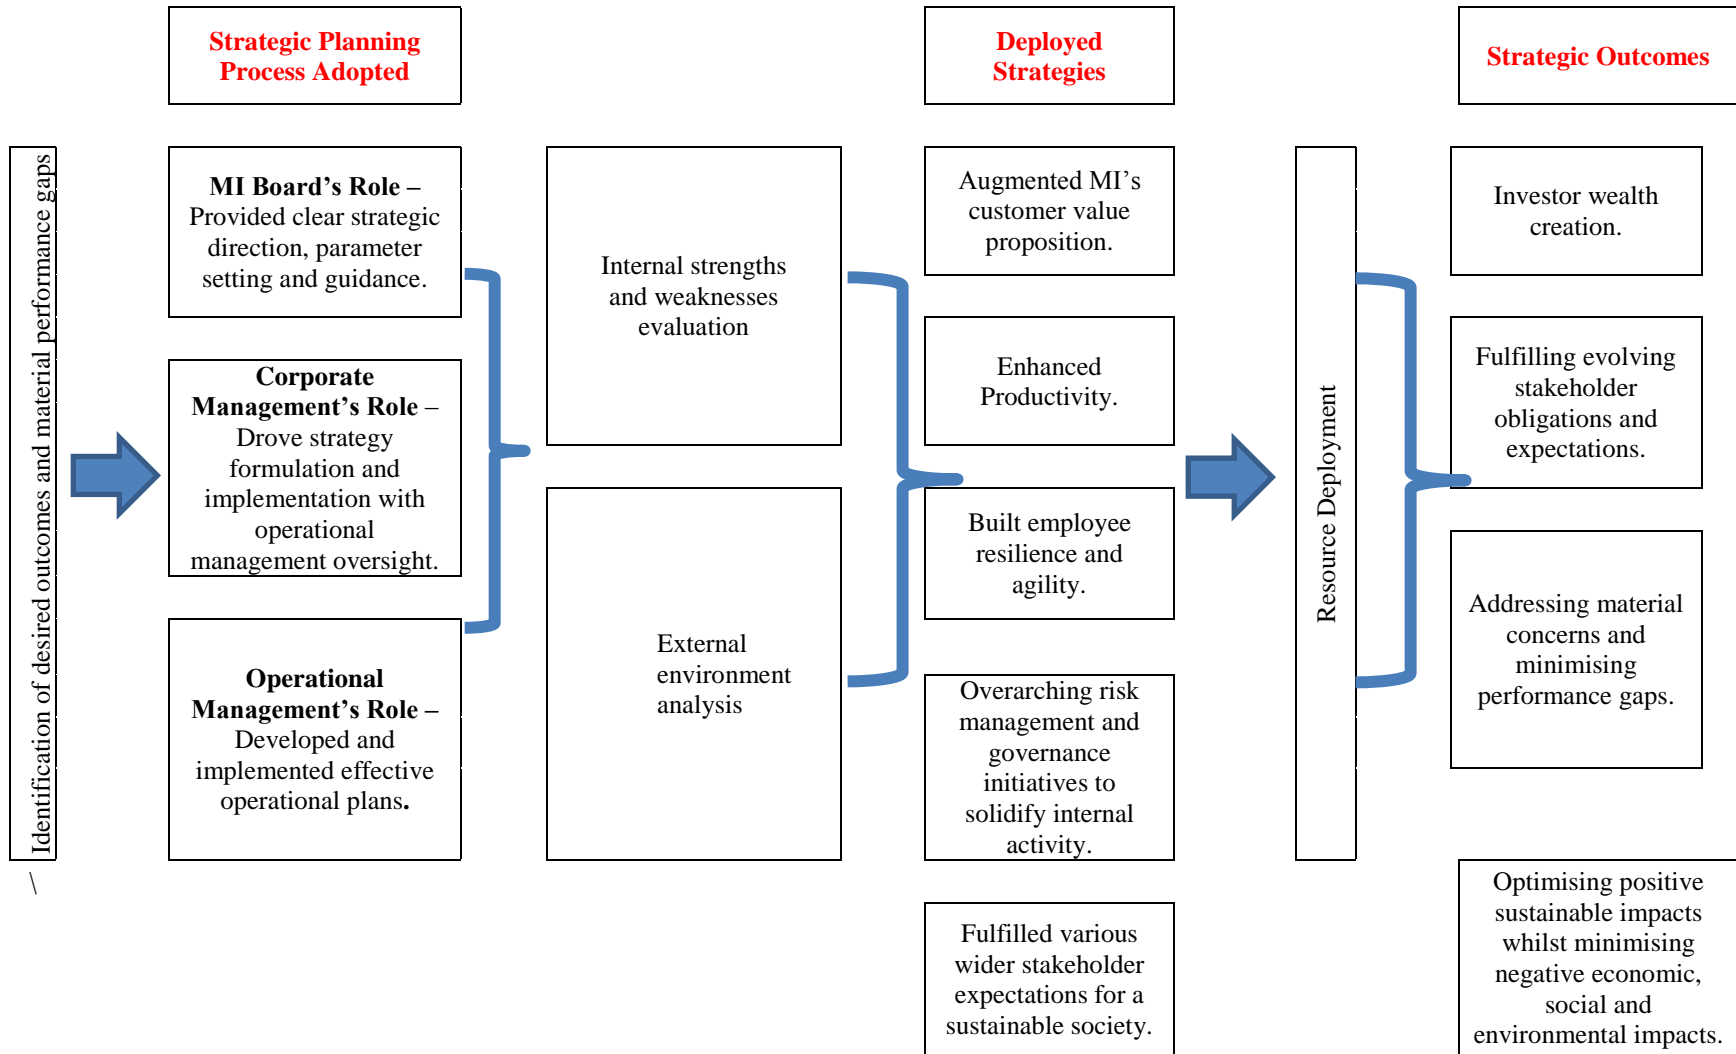 Strategic Planning
Process Adopted
Deployed
Strategies
Strategic Outcomes
Identification of desired outcomes and material performance gaps
\
MI Board’s Role –
Provided clear strategic
direction, parameter
setting and guidance.
Corporate
Management’s Role –
Drove strategy
formulation and
implementation with
operational
management oversight.
Operational
Management’s Role –
Developed and
implemented effective
operational plans.
Internal strengths
and weaknesses
evaluation
External
environment
analysis
Augmented MI’s
customer value
proposition.
Enhanced
Productivity.
Built employee
resilience and
agility.
Overarching risk
management and
governance
initiatives to
solidify internal
activity.
Fulfilled various
wider stakeholder
expectations for a
sustainable society.
Resource Deployment
Investor wealth
creation.
Fulfilling evolving
stakeholder
obligations and
expectations.
Addressing material
concerns and
minimising
performance gaps.
Optimising positive
sustainable impacts
whilst minimising
negative economic,
social and
environmental impacts.